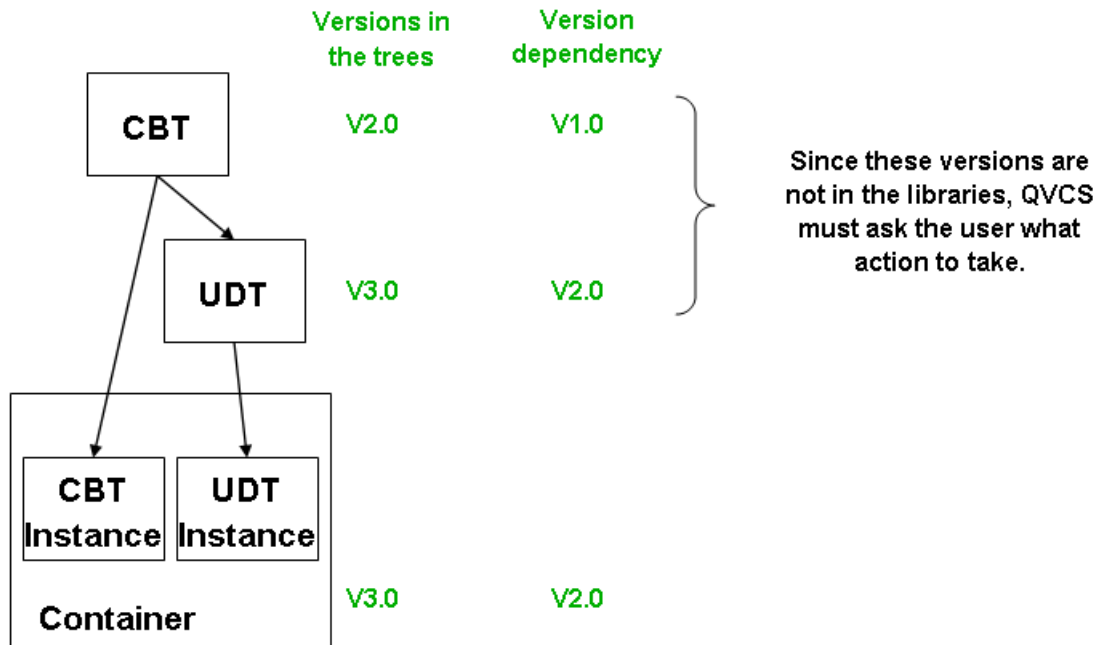 Versions in
the trees
Version
dependency
CBT
V2.0
V1.0
Since these versions are
not in the libraries, QVCS
must ask the user what
action to take.
UDT
V3.0
V2.0
CBT
Instance
UDT
Instance
Container
V3.0
V2.0